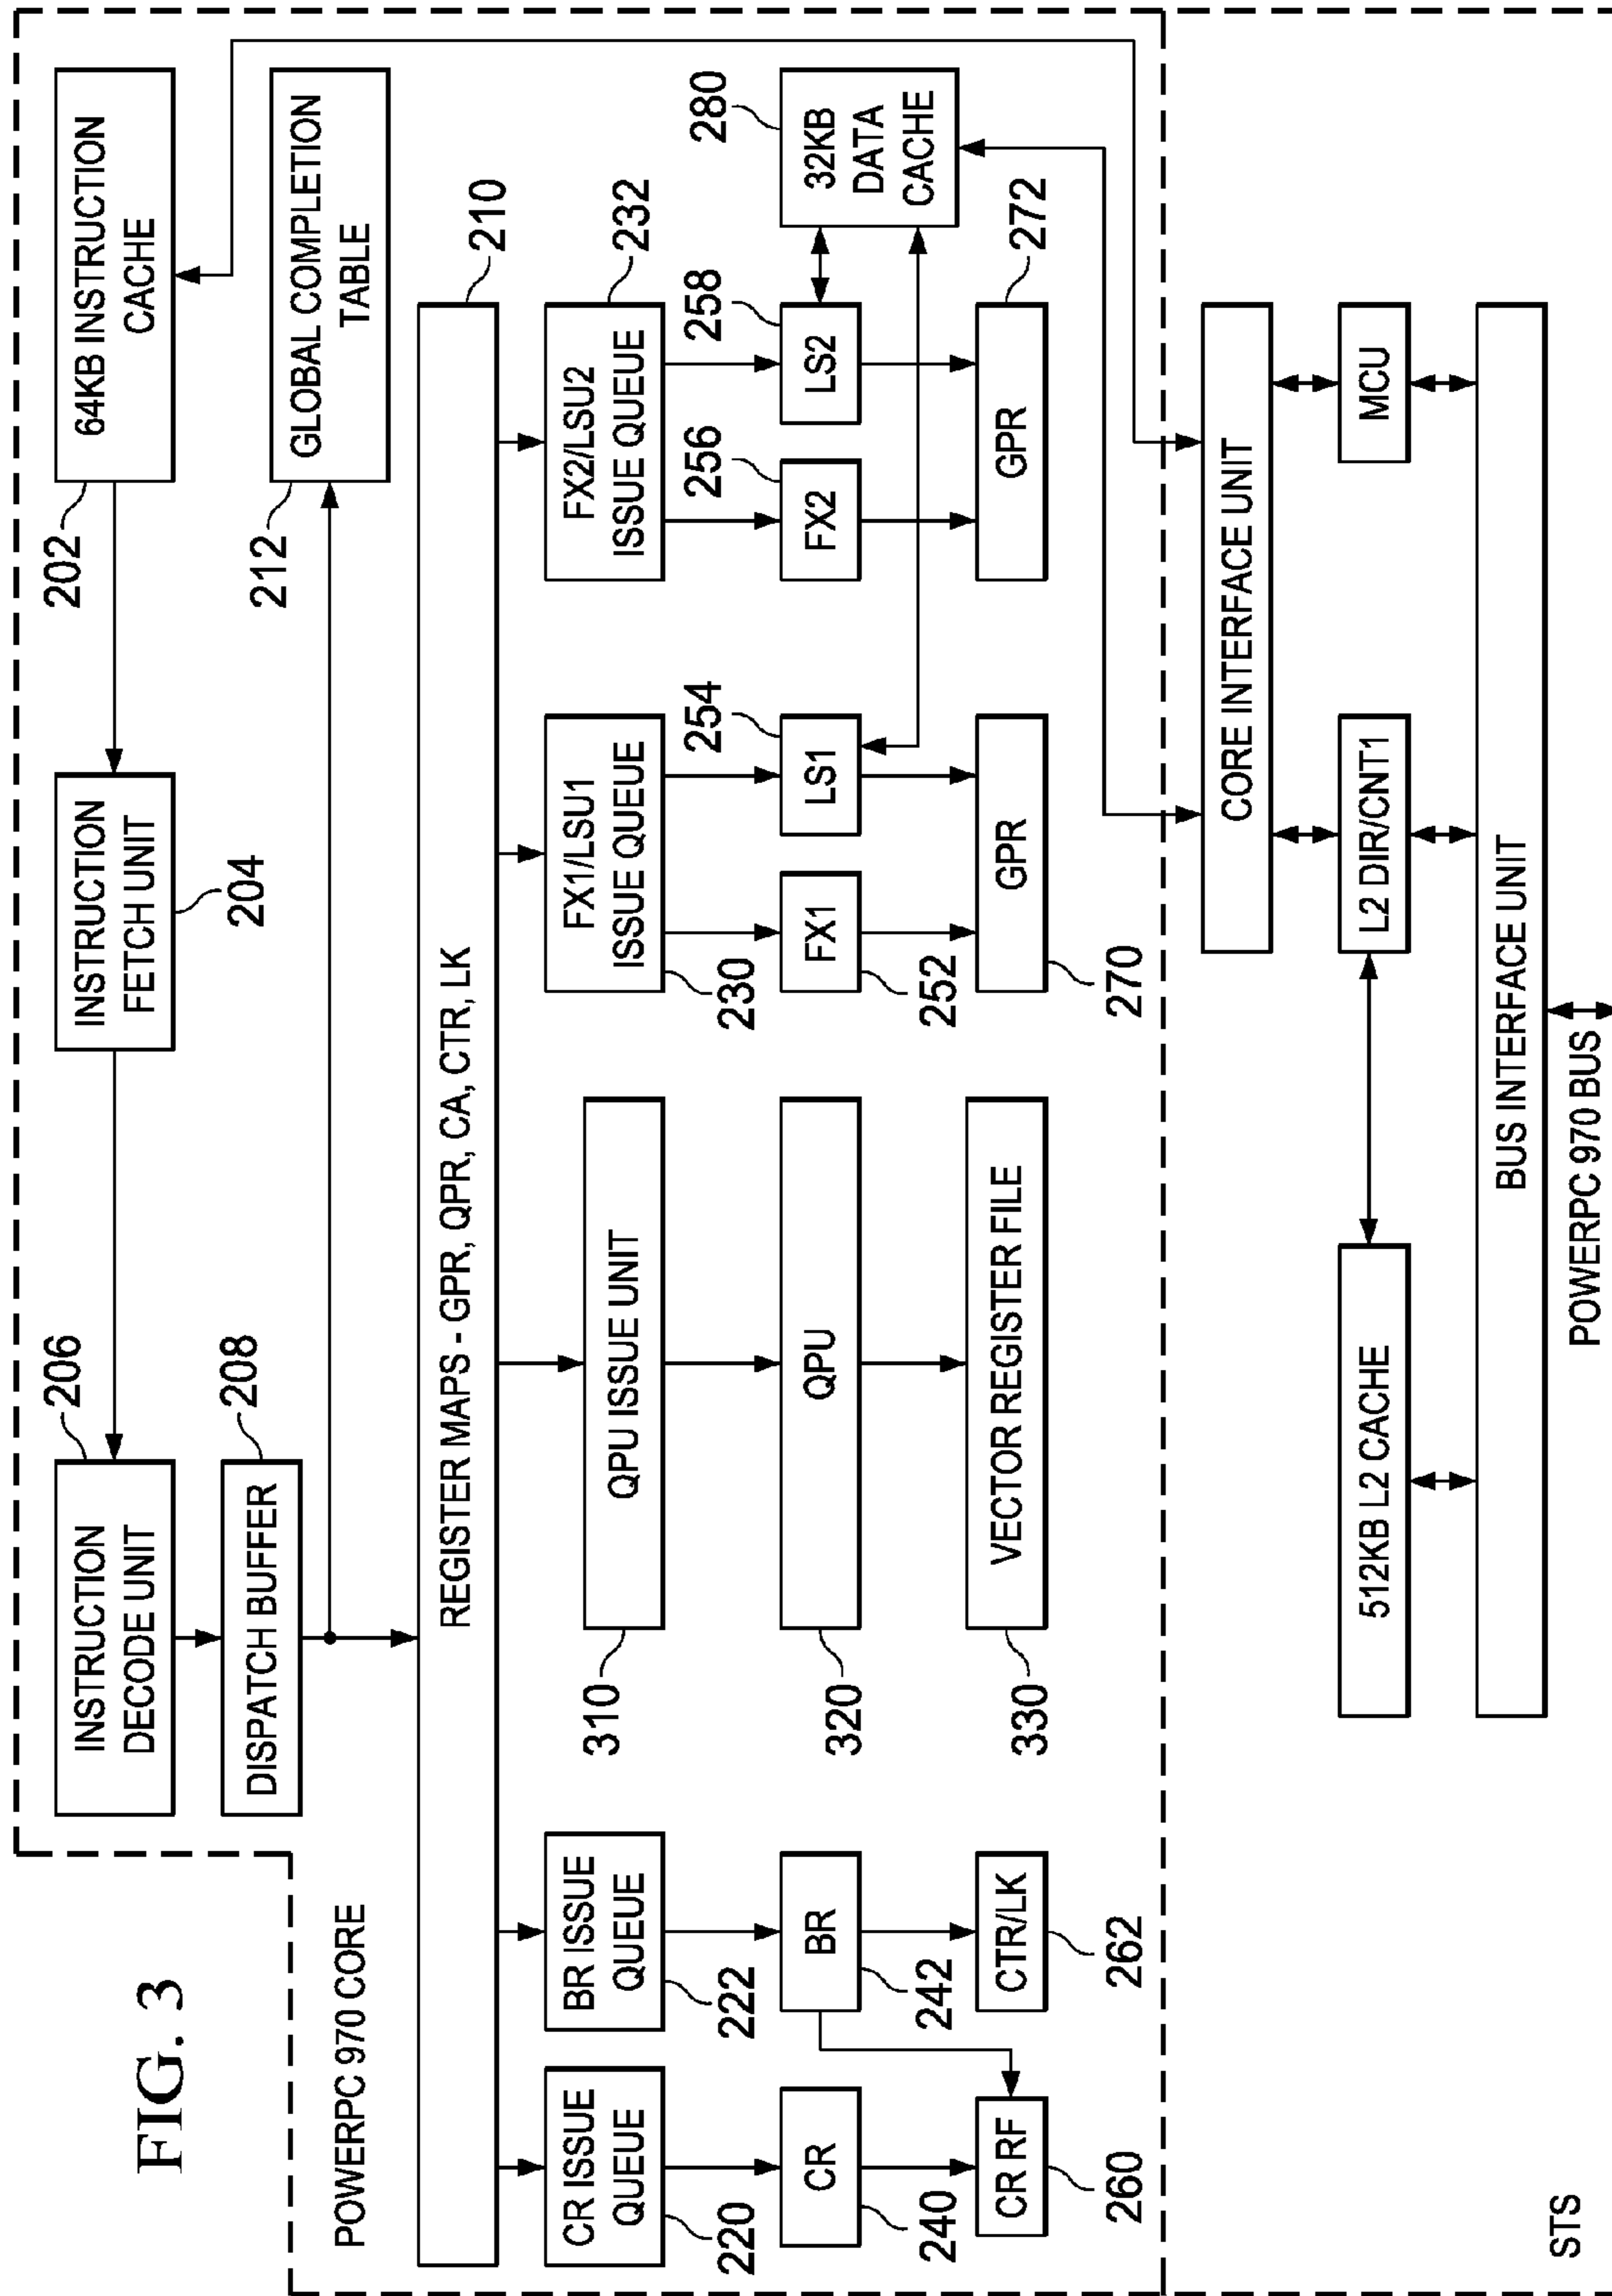 FIG. 3
64KB INSTRUCTION
CACHE
202
INSTRUCTION
FETCH UNIT
204
INSTRUCTION
DECODE UNIT
206
DISPATCH BUFFER
208
GLOBAL COMPLETION
TABLE
212
POWERPC 970 CORE
REGISTER MAPS - GPR, QPR, CA, CTR, LK
210
CR ISSUE
QUEUE
220
BR ISSUE
QUEUE
222
QPU ISSUE UNIT
310
FX1/LSU1
ISSUE QUEUE
230
FX2/LSU2
ISSUE QUEUE
232
CR
240
BR
242
QPU
320
FX1
252
LS1
254
FX2
256
LS2
258
32KB
DATA
CACHE
280
CR RF
260
CTR/LK
262
VECTOR REGISTER FILE
330
GPR
270
GPR
272
CORE INTERFACE UNIT
512KB L2 CACHE
L2 DIR/CNT1
MCU
BUS INTERFACE UNIT
STS
POWERPC 970 BUS